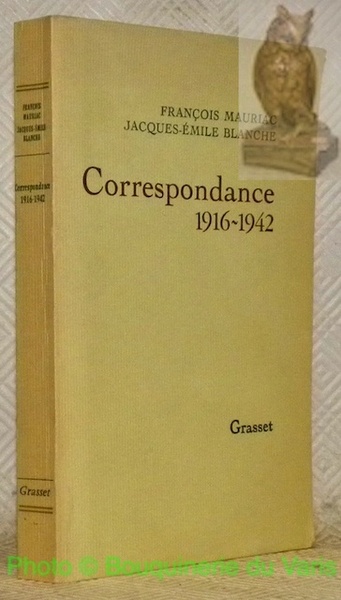 FRANÇOIS
MAURIAC
JACQUES-ÉMILE
BLANCHE
Correspondance
1916-1942
Grasset
FRANÇOIS MAURIAC
JACQUES-ÉMILE BLANCHE
Correspondance
1916~1942
Grasset
Photo © Bouquinerie du Varis